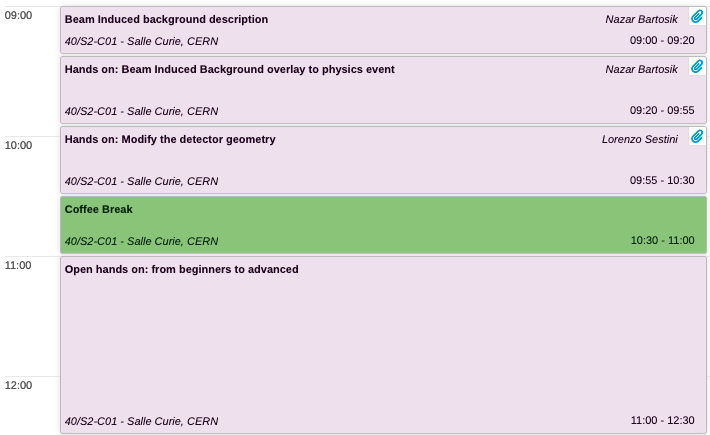 09:00
Beam Induced background description Nazar Bartosik
40/S2-C01 - Salle Curie, CERN 09:00 - 09:20
Hands on: Beam Induced Background overlay to physics event Nazar Bartosik
40/S2-C01 - Salle Curie, CERN 09:20 - 09:55
10:00
Hands on: Modify the detector geometry Lorenzo Sestini
40/S2-C01 - Salle Curie, CERN 09:55 - 10:30
Coffee Break
40/S2-C01 - Salle Curie, CERN 10:30 - 11:00
11:00
Open hands on: from beginners to advanced
12:00
40/S2-C01 - Salle Curie, CERN 11:00 - 12:30